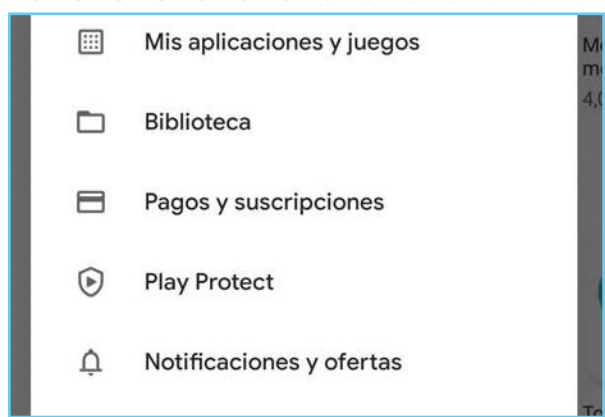 Mis aplicaciones y juegos
Biblioteca
Pagos y suscripciones
Play Protect
Notificaciones y ofertas